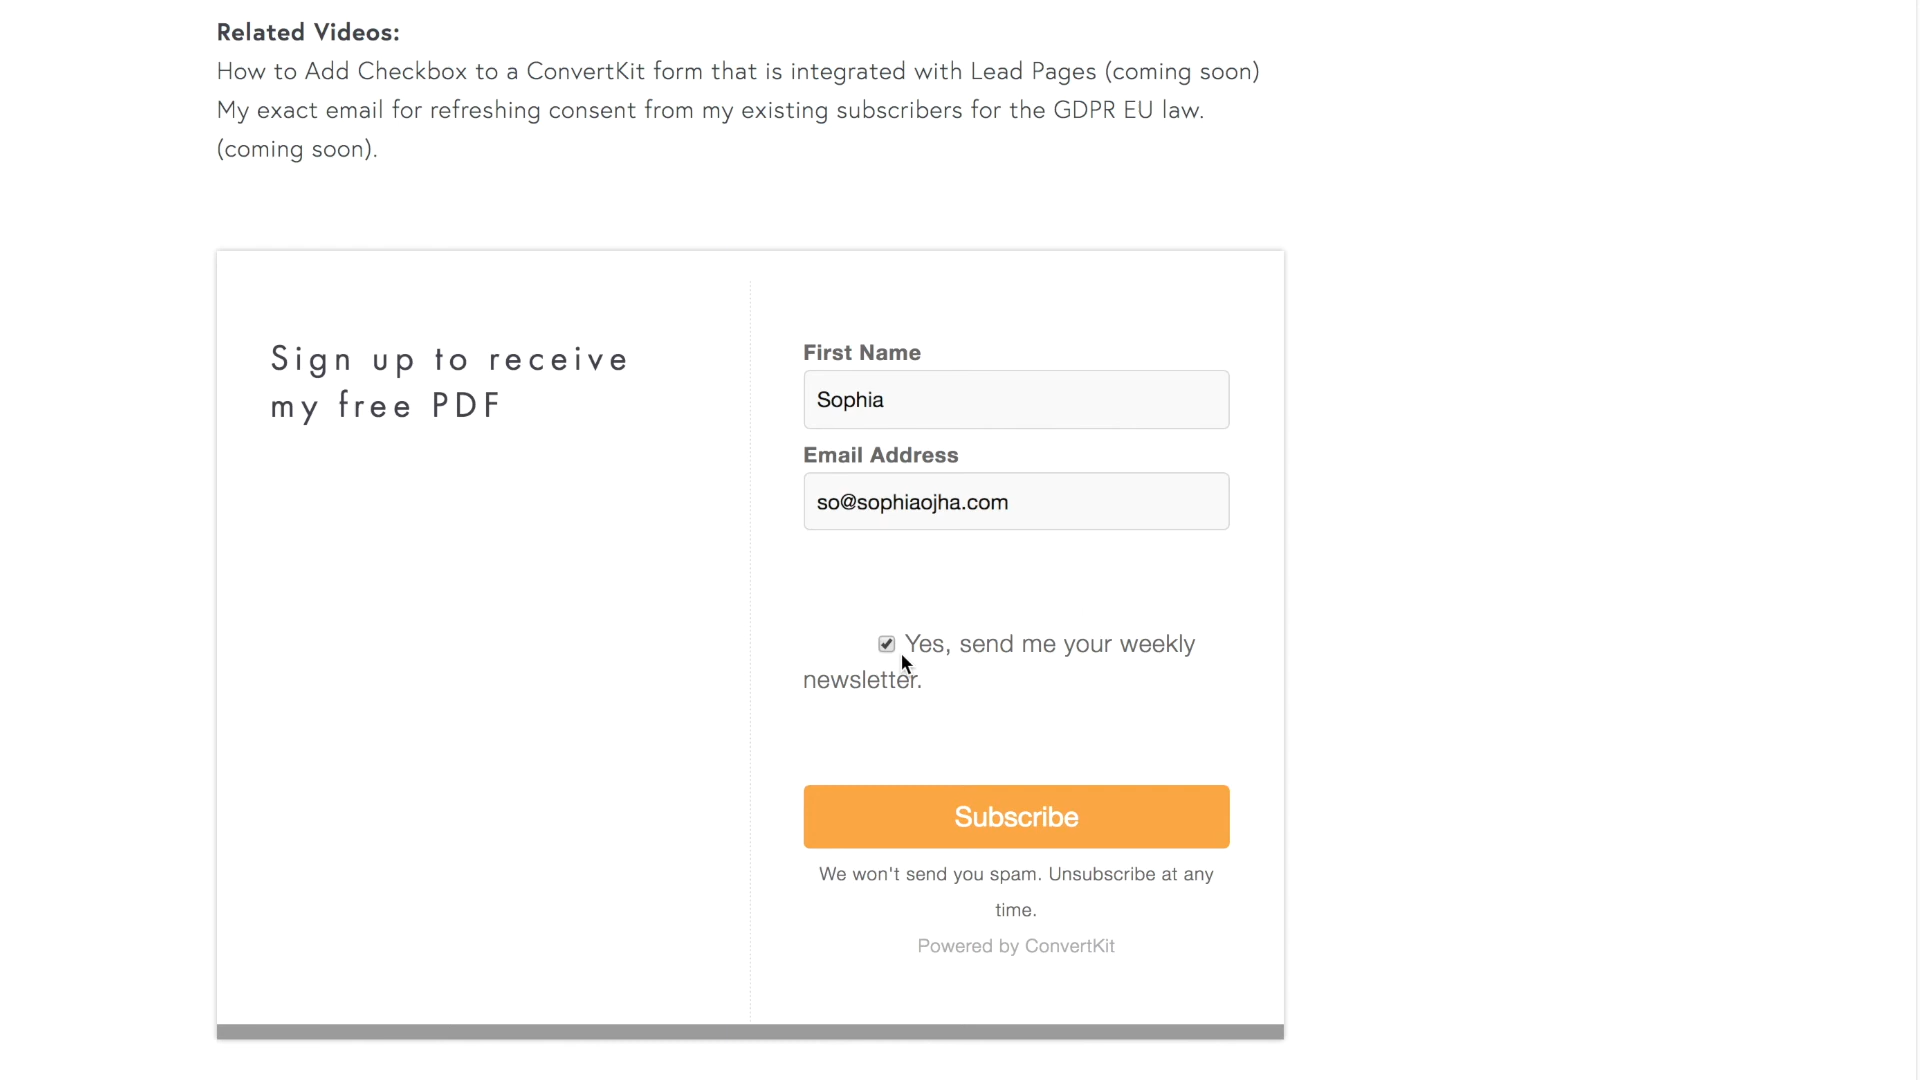 Related Videos:
How to Add Checkbox to a ConvertKit form that is integrated with Lead Pages (coming soon)
My exact email for refreshing consent from my existing subscribers for the GDPR EU law.
(coming soon).
Sign up to receive
my free PDF
First Name
Sophia
Email Address
so@sophiaojha.com
Yes, send me your weekly
newsletter.
Subscribe
We won't send you spam. Unsubscribe at any
time.
Powered by ConvertKit